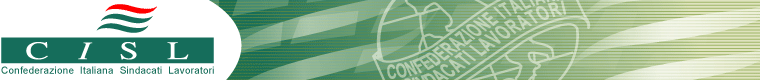 CISL
Confederazione Italiana Sindacati Lavoratori
CONFEDERAZIONE ITALIANA
SINDACATI LAVORATORI